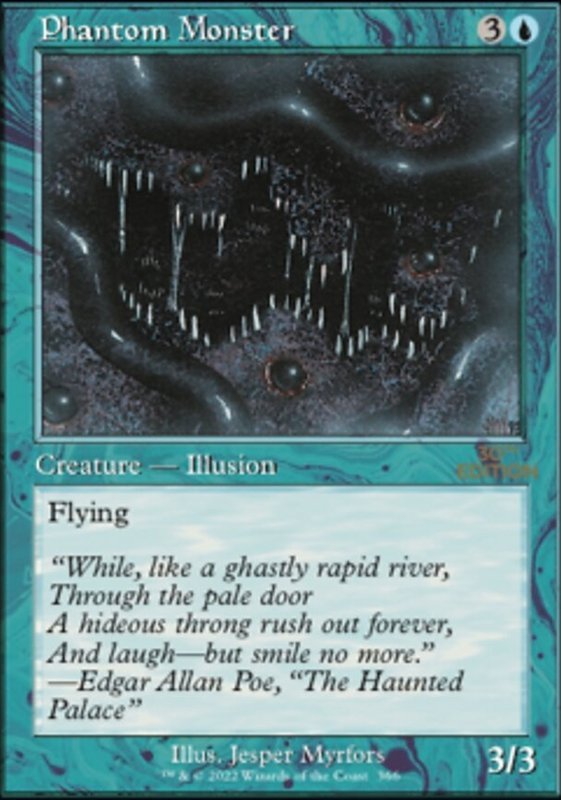 Phantom Monster 3
30TH
EDITION
Creature — Illusion
Flying
“While, like a ghastly rapid river,
Through the pale door
A hideous throng rush out forever,
And laugh—but smile no more.”
—Edgar Allan Poe, “The Haunted
Palace”
Illus. Jesper Myrfors
™ & © 2022 Wizards of the Coast 366
3/3